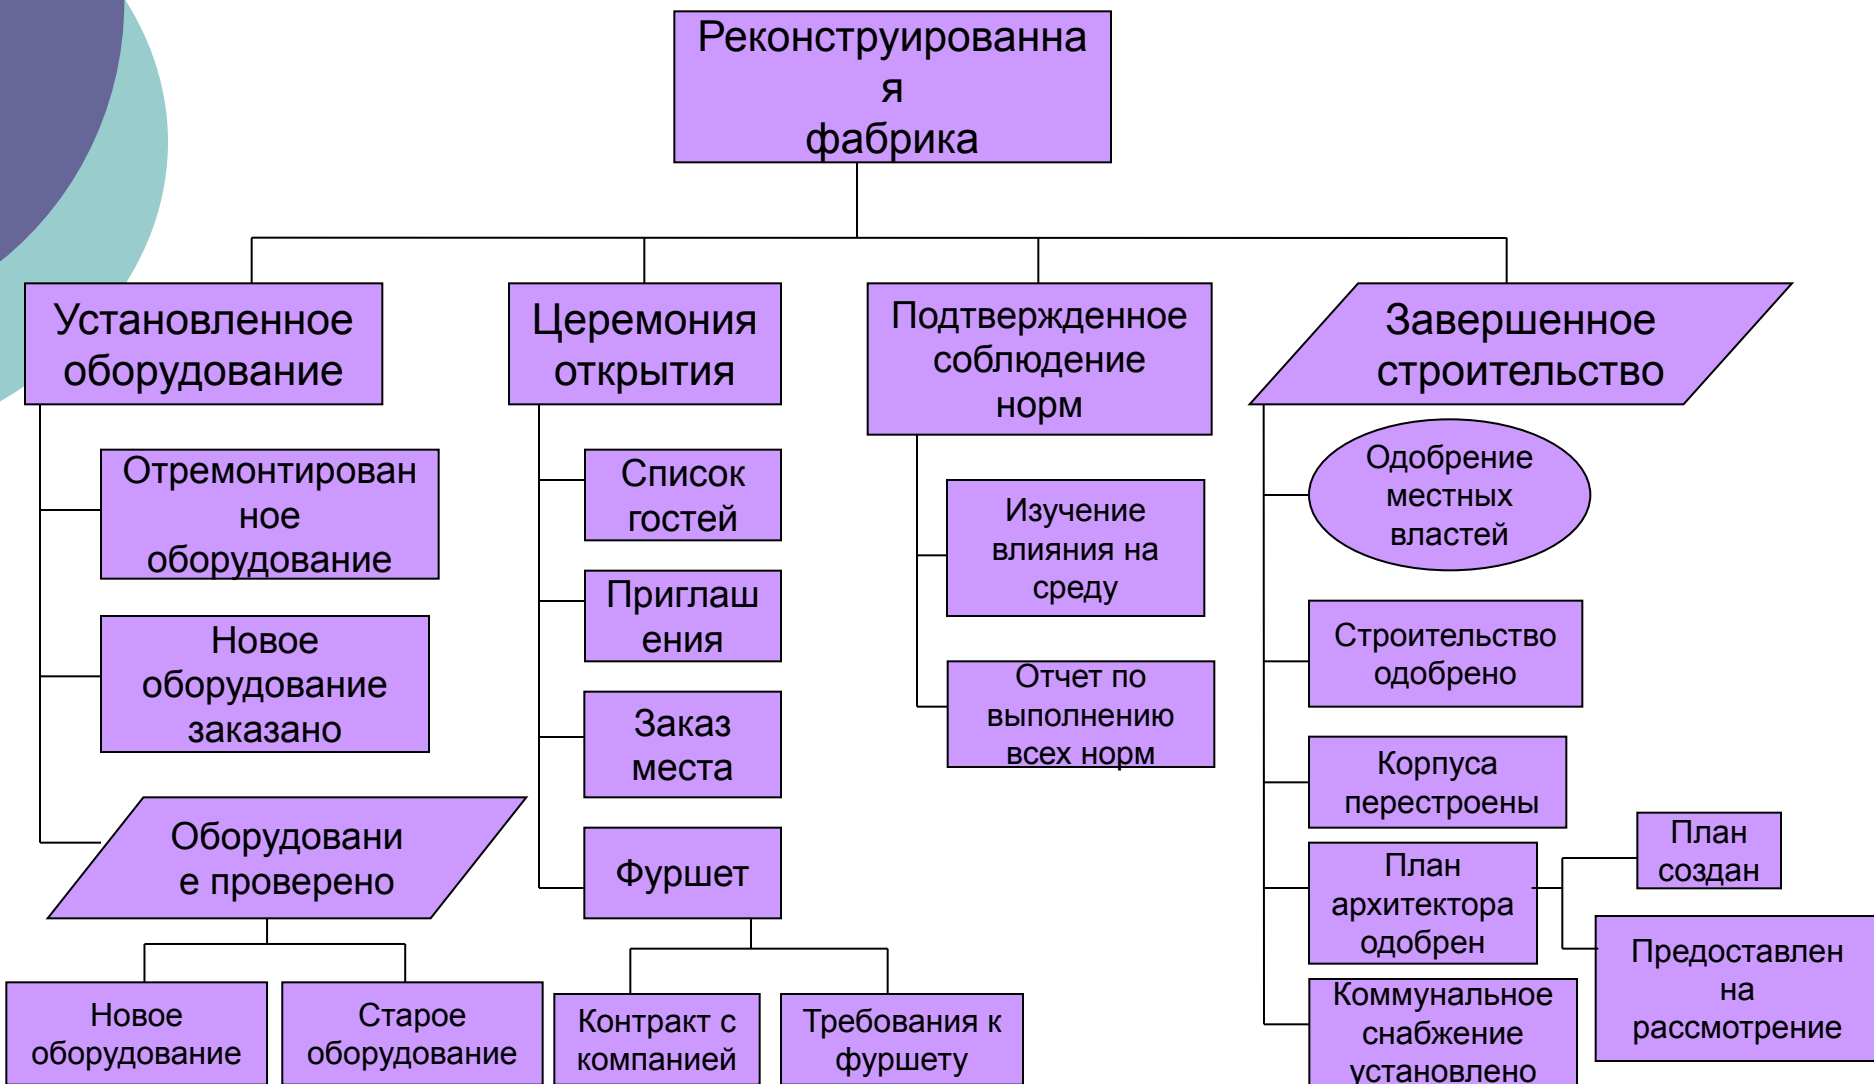 Реконструированна
я
фабрика
Установленное
оборудование
Церемония
открытия
Подтвержденное
соблюдение
норм
Завершенное
строительство
Отремонтирован
ное
оборудование
Новое
оборудование
заказано
Оборудовани
е проверено
Новое
оборудование
Старое
оборудование
Список
гостей
Приглаш
ения
Заказ
места
Фуршет
Контракт с
компанией
Требования к
фуршету
Изучение
влияния на
среду
Отчет по
выполнению
всех норм
Одобрение
местных
властей
Строительство
одобрено
Корпуса
перестроены
План
архитектора
одобрен
План
создан
Предоставлен
на
рассмотрение
Коммунальное
снабжение
установлено